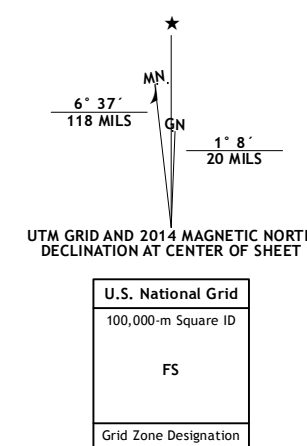 ★
MN
GN
6° 37´
118 MILS
1° 8´
20 MILS
UTM GRID AND 2014 MAGNETIC NORT
DECLINATION AT CENTER OF SHEET
U.S. National Grid
100,000-m Square ID
FS
Grid Zone Designation